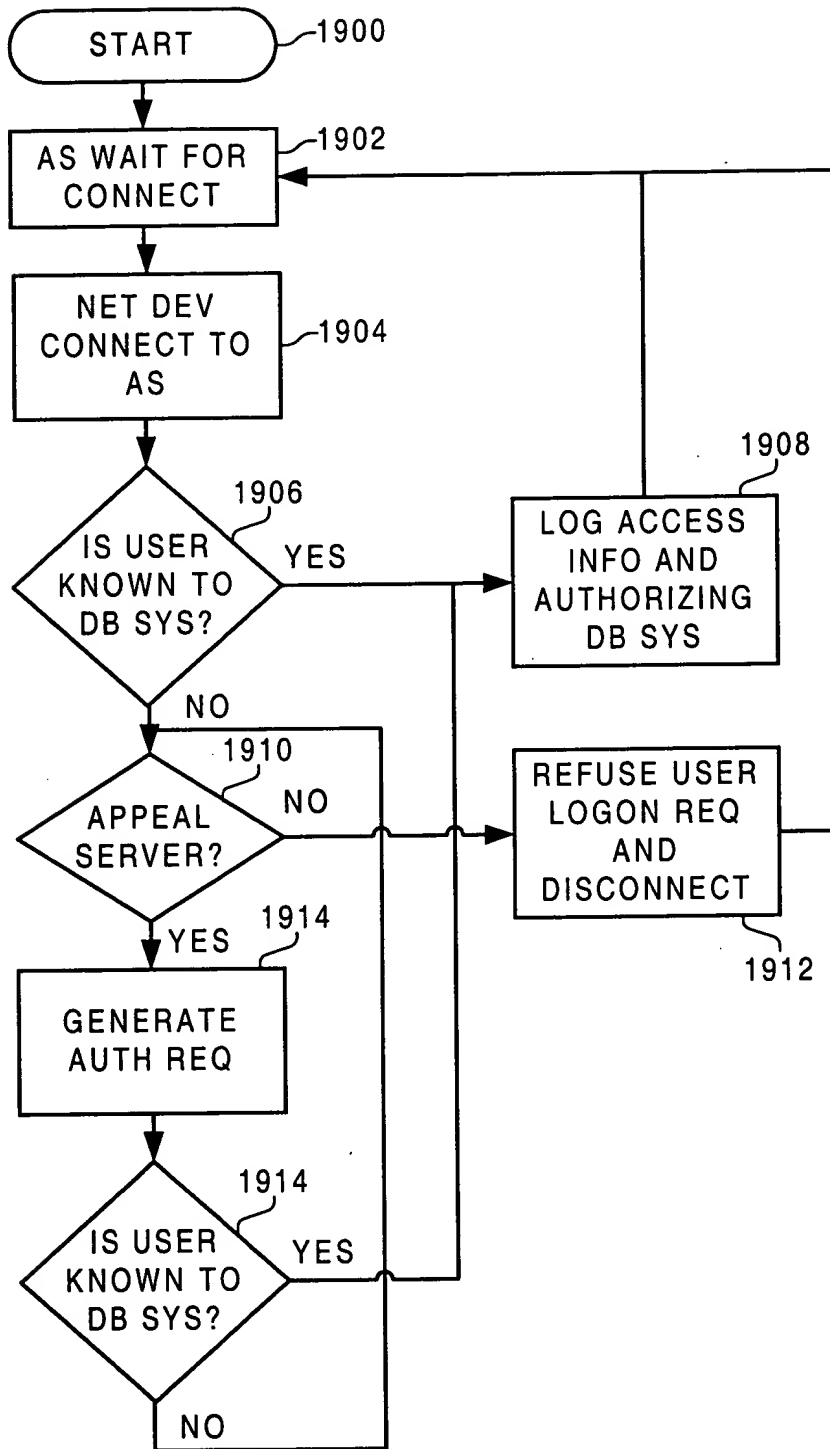 START
1900
AS WAIT FOR
CONNECT
1902
NET DEV
CONNECT TO
AS
1904
IS USER
KNOWN TO
DB SYS?
1906
YES
NO
LOG ACCESS
INFO AND
AUTHORIZING
DB SYS
1908
APPEAL
SERVER?
1910
NO
YES
REFUSE USER
LOGON REQ
AND
DISCONNECT
1912
GENERATE
AUTH REQ
1914
IS USER
KNOWN TO
DB SYS?
1914
YES
NO